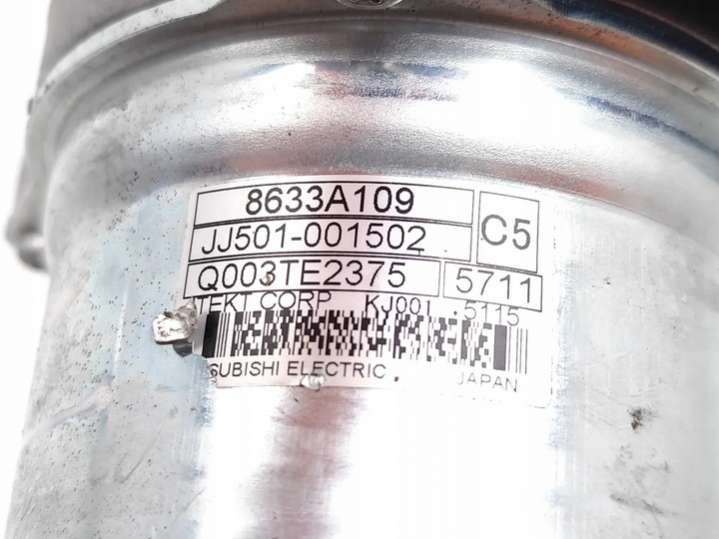 8633A109
JJ501-001502 C5
Q003TE2375 5711
TEKT CORP KJ001 .5115
SUBISHI ELECTRIC JAPAN